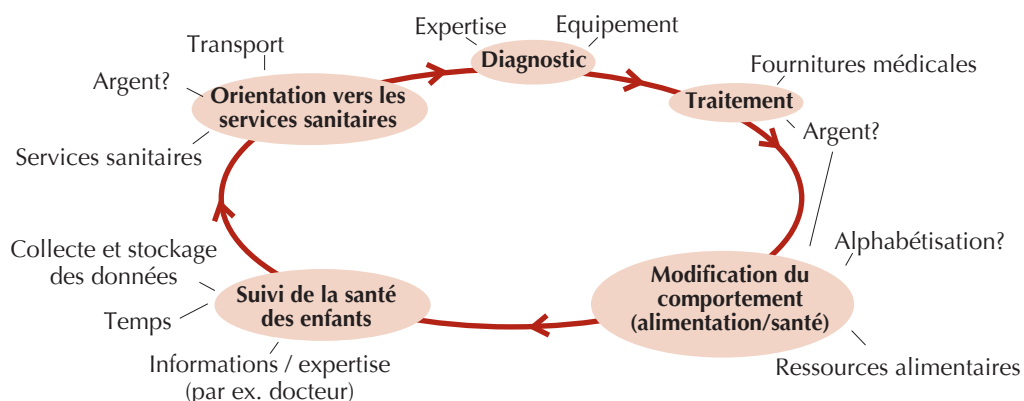 Expertise
Equipement
Diagnostic
Transport
Argent?
Orientation vers les
services sanitaires
Services sanitaires
Fournitures médicales
Traitement
Argent?
Alphabétisation?
Modification du
comportement
(alimentation/santé)
Ressources alimentaires
Collecte et stockage
des données
Suivi de la santé
des enfants
Temps
Informations / expertise
(par ex. docteur)